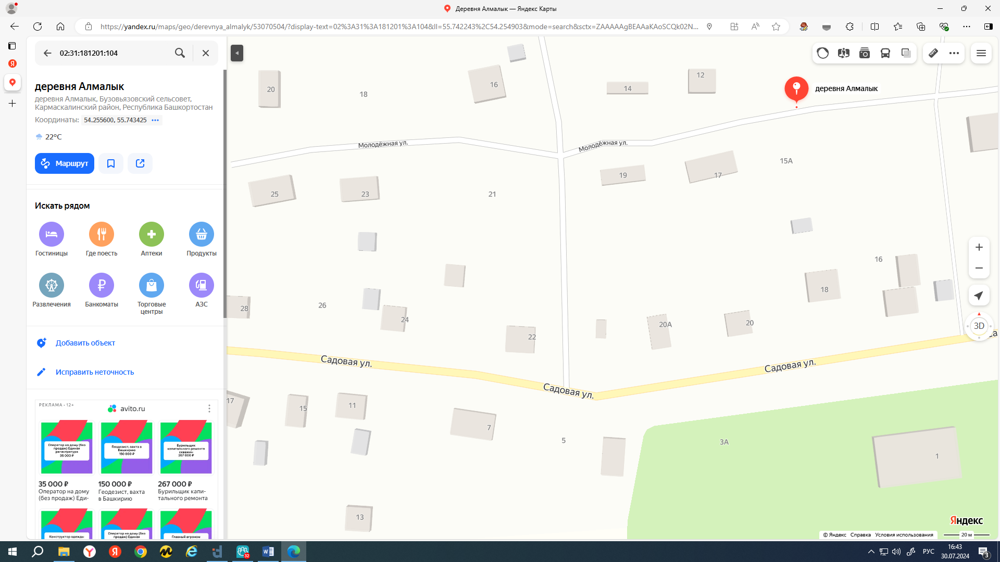 Деревня Алмалык — Яндекс Карты
https://yandex.ru/maps/geo/derevnya_almalyk/53070504/?display-text=02%3A31%3A181201%3A104&ll=55.742243%2C54.254903&mode=search&sctx=ZAAAAAgBEAAaKAoSCQk02N...
02:31:181201:104
деревня Алмалык
деревня Алмалык, Бузовьязовский сельсовет,
Кармаскалинский район, Республика Башкортостан
Координаты: 54.255600, 55.743425
22°C
Маршрут
Искать рядом
Гостиницы Где поесть Аптеки Продукты
Развлечения Банкоматы Торговые центры АЗС
Добавить объект
Исправить неточность
РЕКЛАМА • 12+
avito.ru
Оператор на дому (без продаж) Единая регистратура 35 000 ₽
Геодезист, вахта в Башкирию 150 000 ₽
Бурильщик капитального ремонта скважин 267 000 ₽
35 000 ₽ 150 000 ₽ 267 000 ₽
Оператор на дому Геодезист, вахта Бурильщик капи-
(без продаж) Еди- в Башкирию тального ремонта
Конструктор одежды
Оператор на дому (без продаж) Единая
Главный агроном
20 18 16 14 12
деревня Алмалык
Молодёжная ул.
Молодёжная ул.
15А
19 17
25 23 21
16
18
28 26 24 22 20А 20
3D
Садовая ул.
Садовая ул.
Садовая ул.
17 15 11 7 5 3А 1
13
Яндекс
© Яндекс Справка Условия использования 20 м
32
РУС
16:43
30.07.2024
3